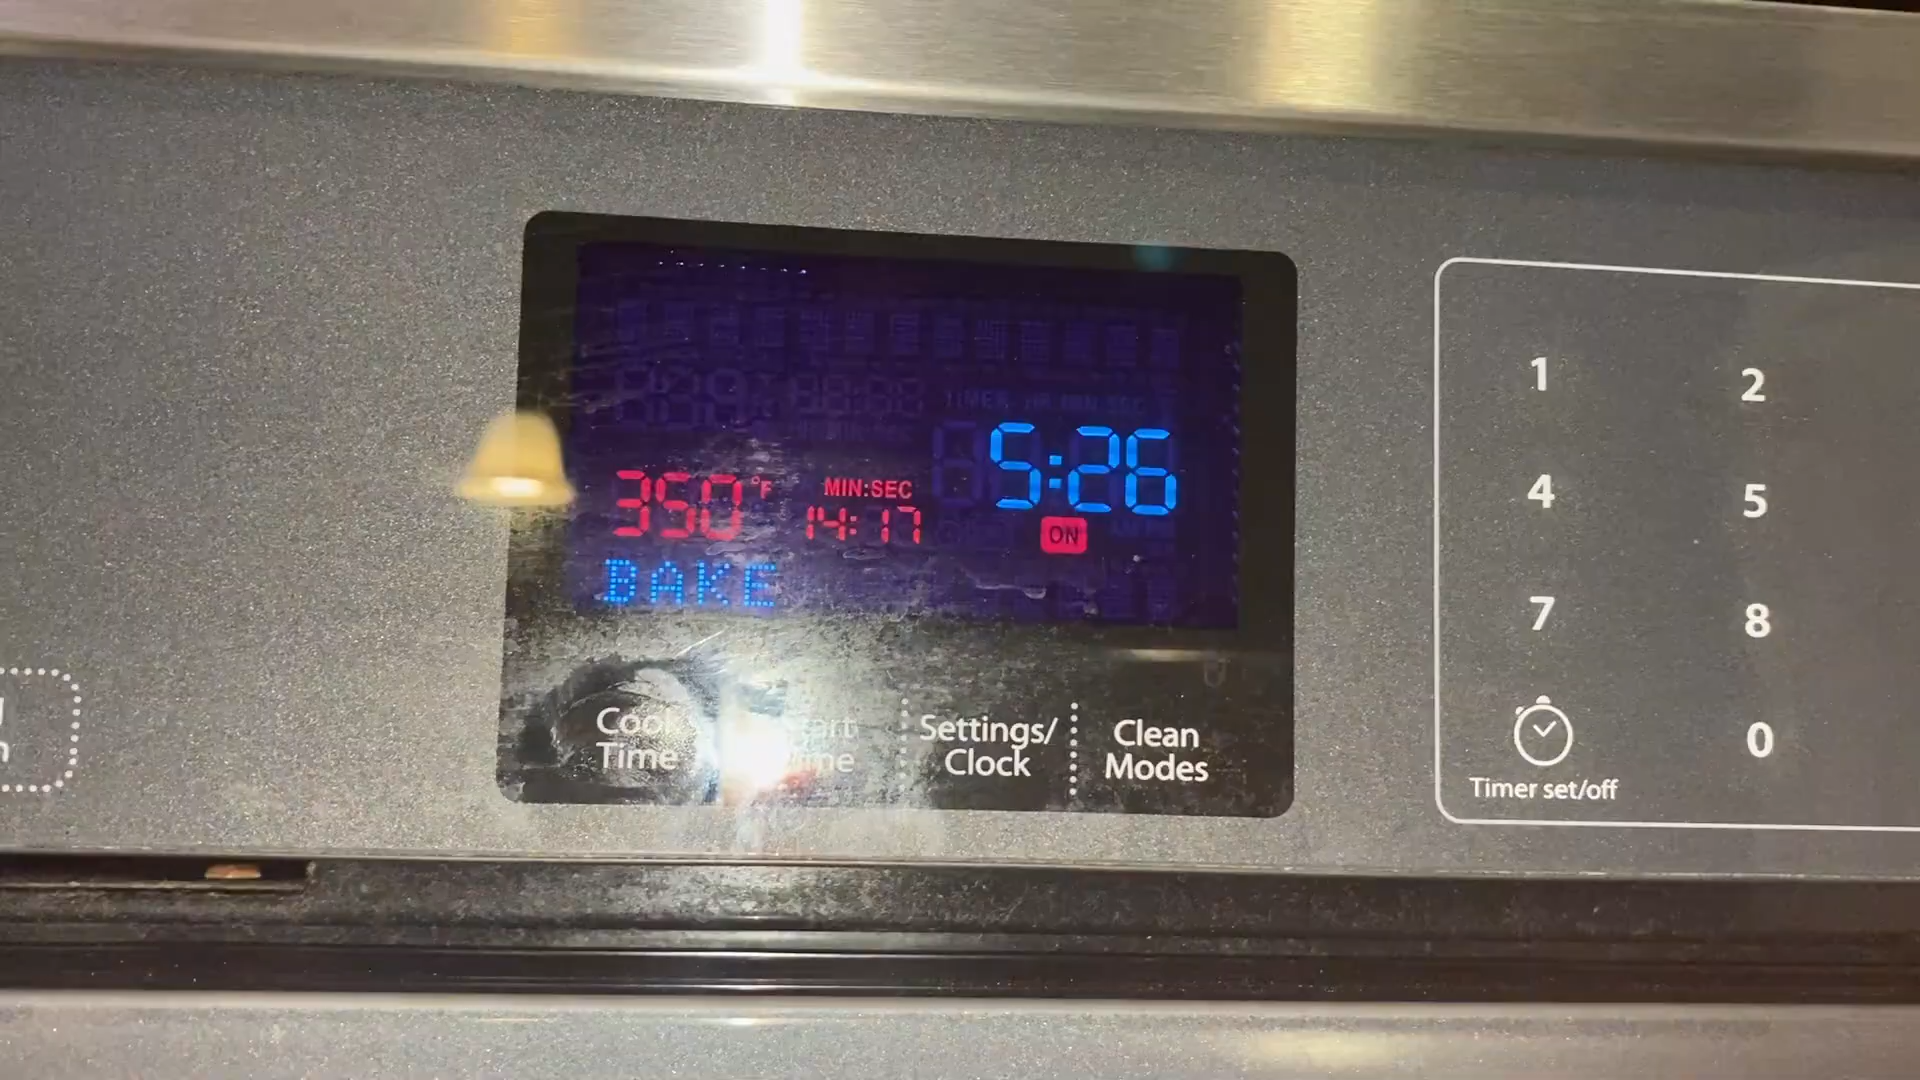 5:26
350°F MIN:SEC
14:17
ON
BAKE
Cook
Time
Settings/
Clock
Clean
Modes
1 2
4 5
7 8
0
Timer set/off